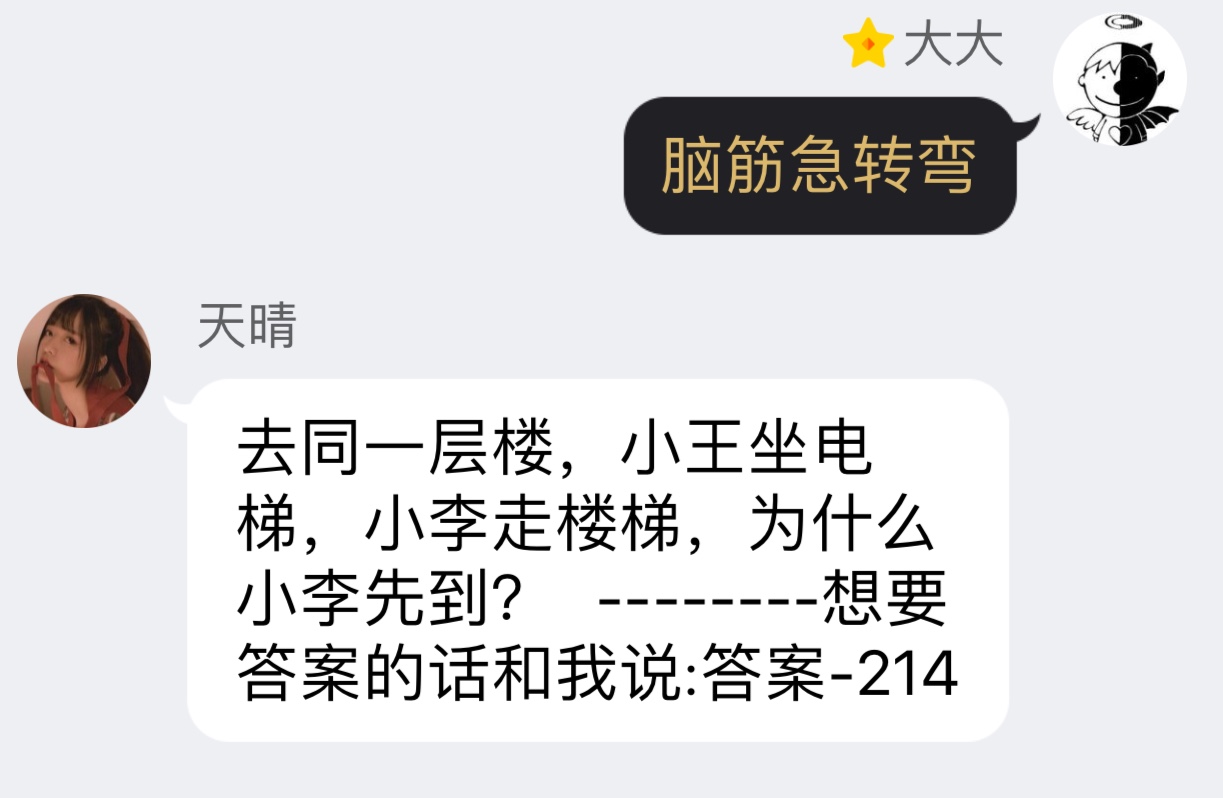 大大
脑筋急转弯
天晴
去同一层楼，小王坐电
梯，小李走楼梯，为什么
小李先到？ --------想要
答案的话和我说:答案-214